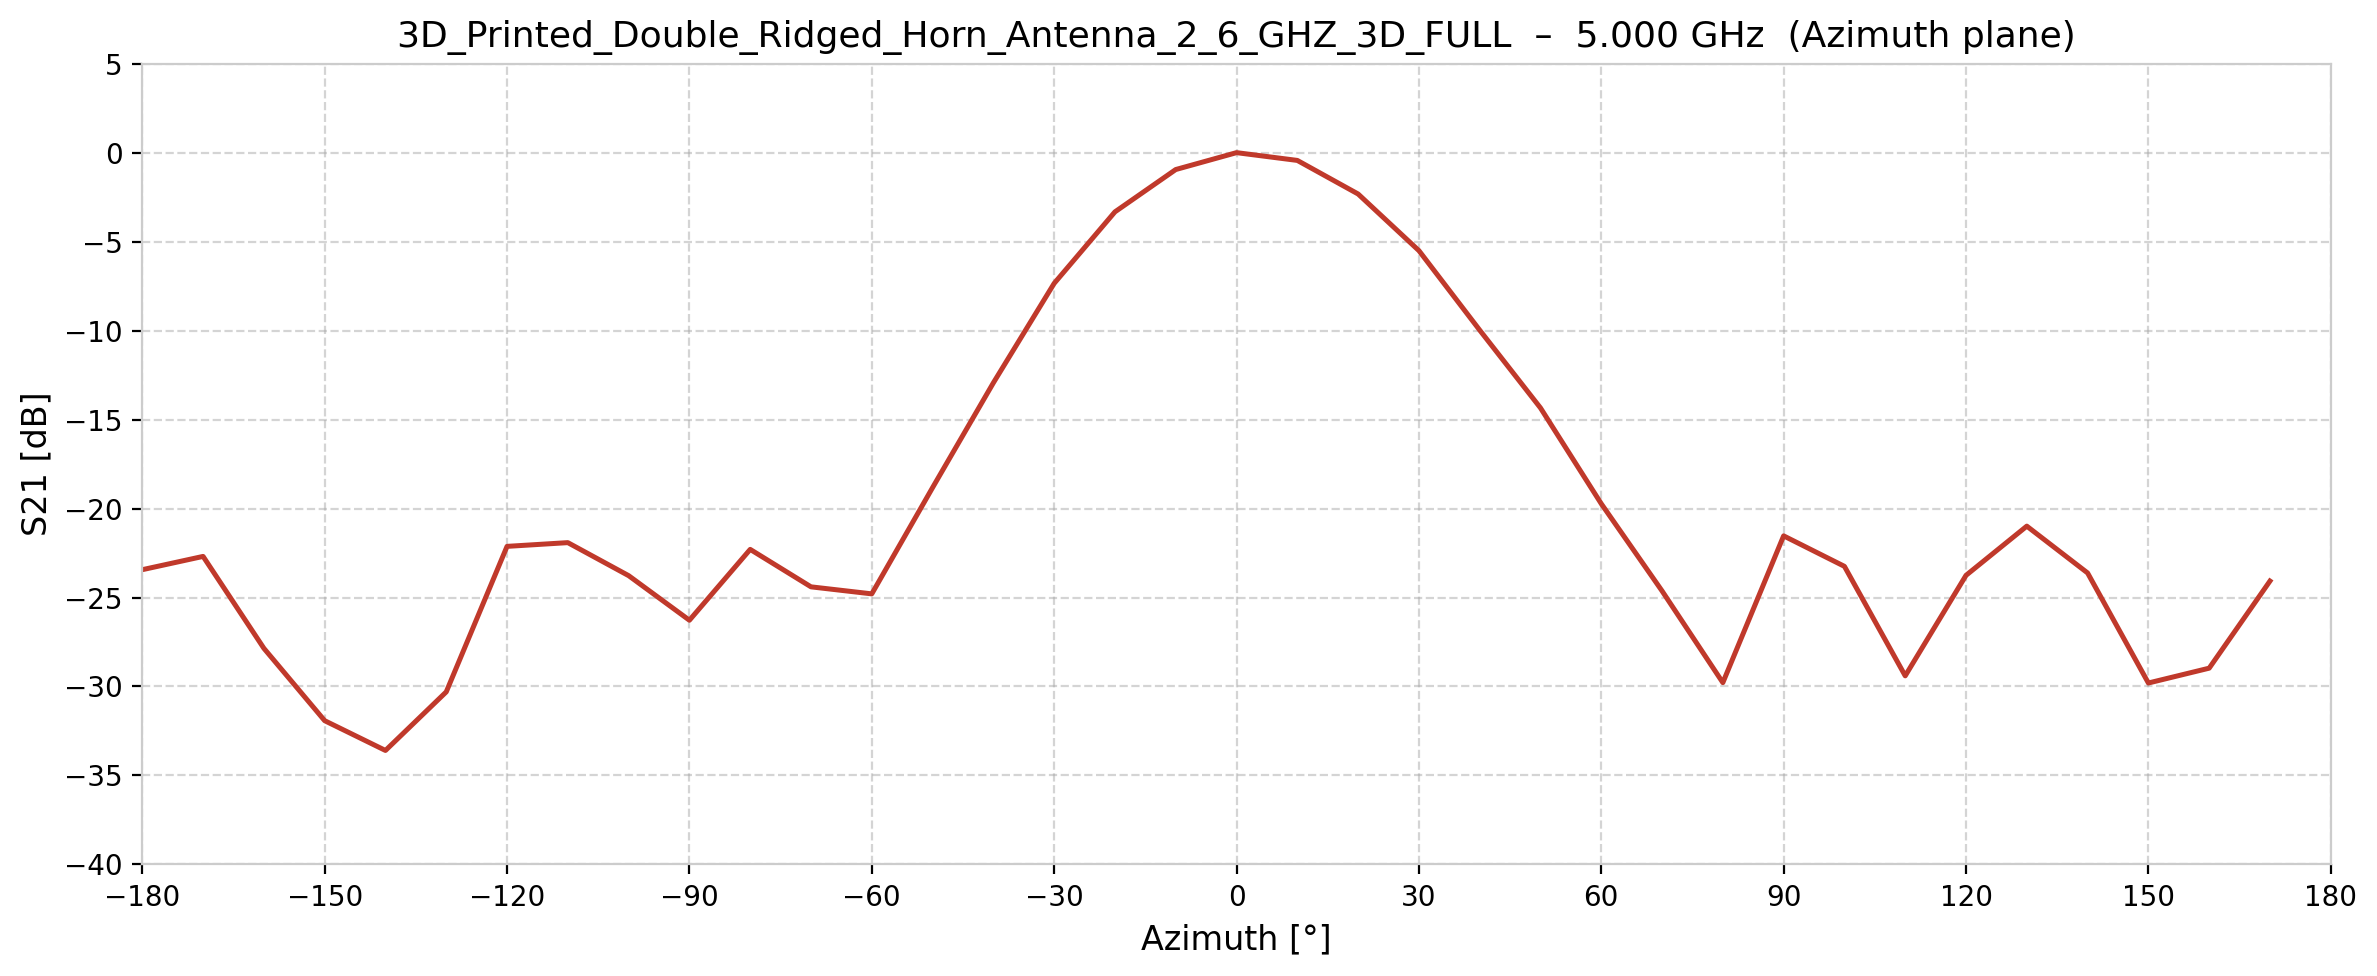 3D_Printed_Double_Ridged_Horn_Antenna_2_6_GHZ_3D_FULL – 5.000 GHz (Azimuth plane)
5
0
−5
−10
−15
−20
−25
−30
−35
−40
S21 [dB]
−180 −150 −120 −90 −60 −30 0 30 60 90 120 150 180
Azimuth [°]